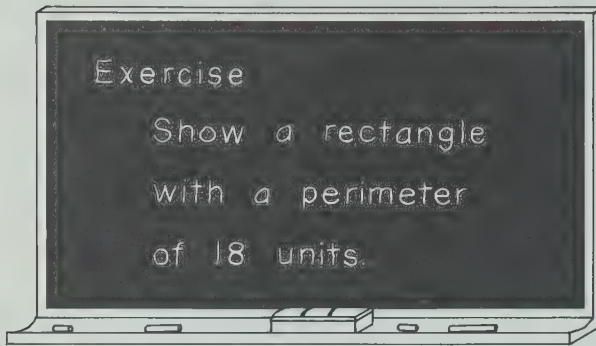 Exercise
Show a rectangle
with a perimeter
of 18 units.